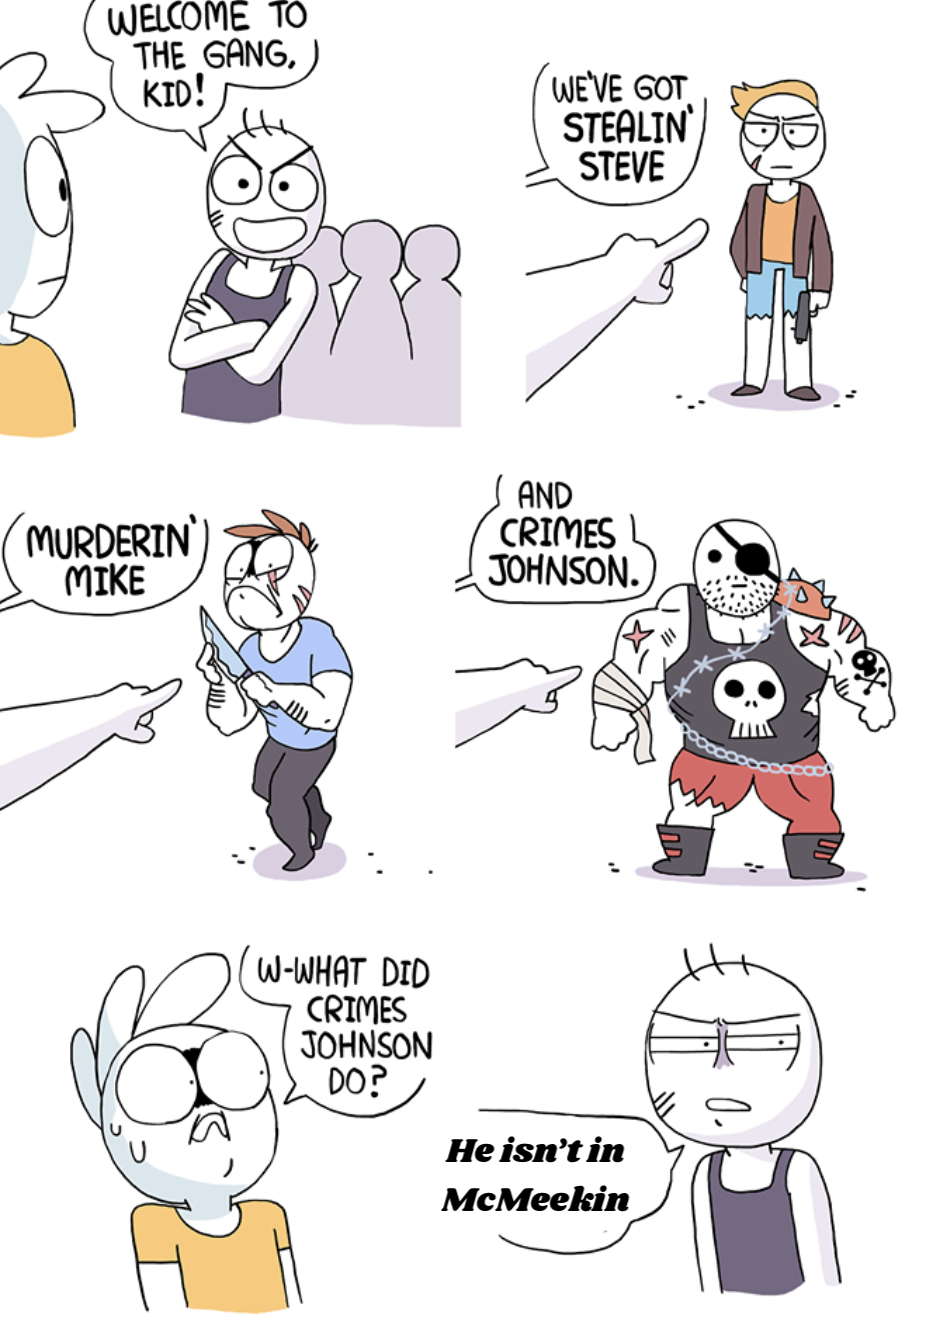 WELCOME TO
THE GANG,
KID!
WE'VE GOT
STEALIN'
STEVE
MURDERIN'
MIKE
AND
CRIMES
JOHNSON.
W-WHAT DID
CRIMES
JOHNSON
DO?
He isn't in
McMeekin